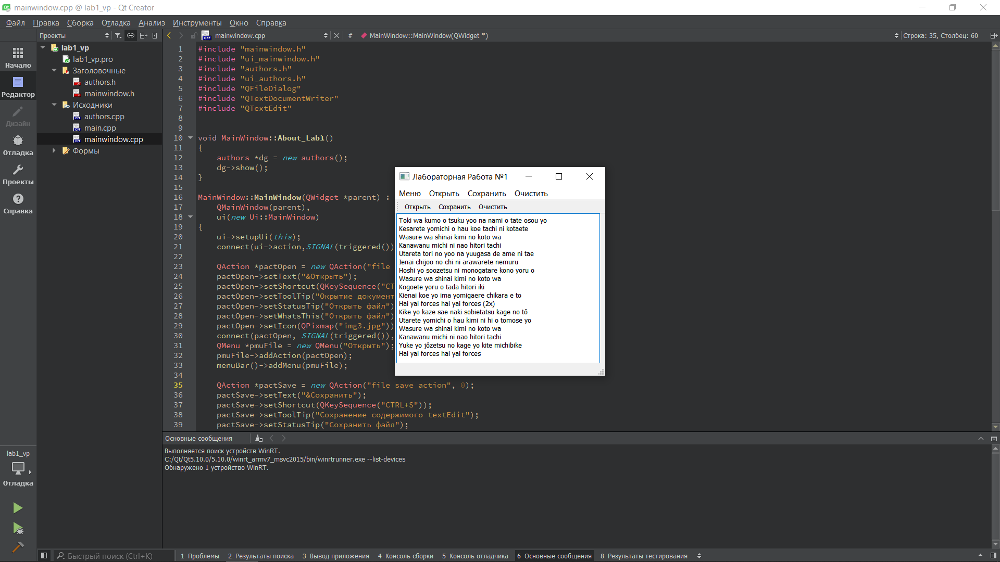 mainwindow.cpp @ lab1_vp - Qt Creator
Файл Правка Сборка Отладка Анализ Инструменты Окно Справка
Проекты
mainwindow.cpp
# MainWindow::MainWindow(QWidget *)
Строка: 35, Столбец: 60
Начало
Редактор
Дизайн
Отладка
Проекты
Справка
lab1_vp
lab1_vp.pro
Заголовочные
authors.h
mainwindow.h
Исходники
authors.cpp
main.cpp
mainwindow.cpp
Формы
1 #include "mainwindow.h"
2 #include "ui_mainwindow.h"
3 #include "authors.h"
4 #include "ui_authors.h"
5 #include "QFileDialog"
6 #include "QTextDocumentWriter"
7 #include "QTextEdit"
8
9
10 void MainWindow::About_Lab1()
11 {
12 authors *dg = new authors();
13 dg->show();
14 }
15
16 MainWindow::MainWindow(QWidget *parent) :
17 QMainWindow(parent),
18 ui(new Ui::MainWindow)
19 {
20 ui->setupUi(this);
21 connect(ui->action,SIGNAL(triggered())
22
23 QAction *pactOpen = new QAction("file
24 pactOpen->setText("&Открыть");
25 pactOpen->setShortcut(QKeySequence("CT
26 pactOpen->setToolTip("Окрытие документ
27 pactOpen->setStatusTip("Открыть файл")
28 pactOpen->setWhatsThis("Открыть файл")
29 pactOpen->setIcon(QPixmap("img3.jpg"))
30 connect(pactOpen, SIGNAL(triggered()),
31 QMenu *pmuFile = new QMenu("Открыть");
32 pmuFile->addAction(pactOpen);
33 menuBar()->addMenu(pmuFile);
34
35 QAction *pactSave = new QAction("file save action", 0);
36 pactSave->setText("&Сохранить");
37 pactSave->setShortcut(QKeySequence("CTRL+S"));
38 pactSave->setToolTip("Сохранение содержимого textEdit");
39 pactSave->setStatusTip("Сохранить файл");
Лабораторная Работа №1
Меню Открыть Сохранить Очистить
Открыть Сохранить Очистить
Toki wa kumo o tsuku yoo na nami o tate osou yo
Kesarete yomichi o hau koe tachi ni kotaete
Wasure wa shinai kimi no koto wa
Kanawanu michi ni nao hitori tachi
Utareta tori no yoo na yuugasa de ame ni tae
Ienai chijoo no chi ni arawarete nemuru
Hoshi yo soozetsu ni monogatare kono yoru o
Wasure wa shinai kimi no koto wa
Kogoete yoru o tada hitori iki
Kienai koe yo ima yomigaere chikara e to
Hai yai forces hai yai forces (2x)
Kike yo kaze sae naki sobietatsu kage no tô
Utarete yomichi o hau kimi ni hi o tomose yo
Wasure wa shinai kimi no koto wa
Kanawanu michi ni nao hitori tachi
Yuke yo jôzetsu no kage yo kite michibike
Hai yai forces hai yai forces
Основные сообщения
Выполняется поиск устройств WinRT.
C:/Qt/Qt5.10.0/5.10.0/winrt_armv7_msvc2015/bin/winrtrunner.exe --list-devices
Обнаружено 1 устройство WinRT.
lab1_vp
Отладка
Быстрый поиск (Ctrl+K)
1 Проблемы 2 Результаты поиска 3 Вывод приложения 4 Консоль сборки 5 Консоль отладчика 6 Основные сообщения 8 Результаты тестирования